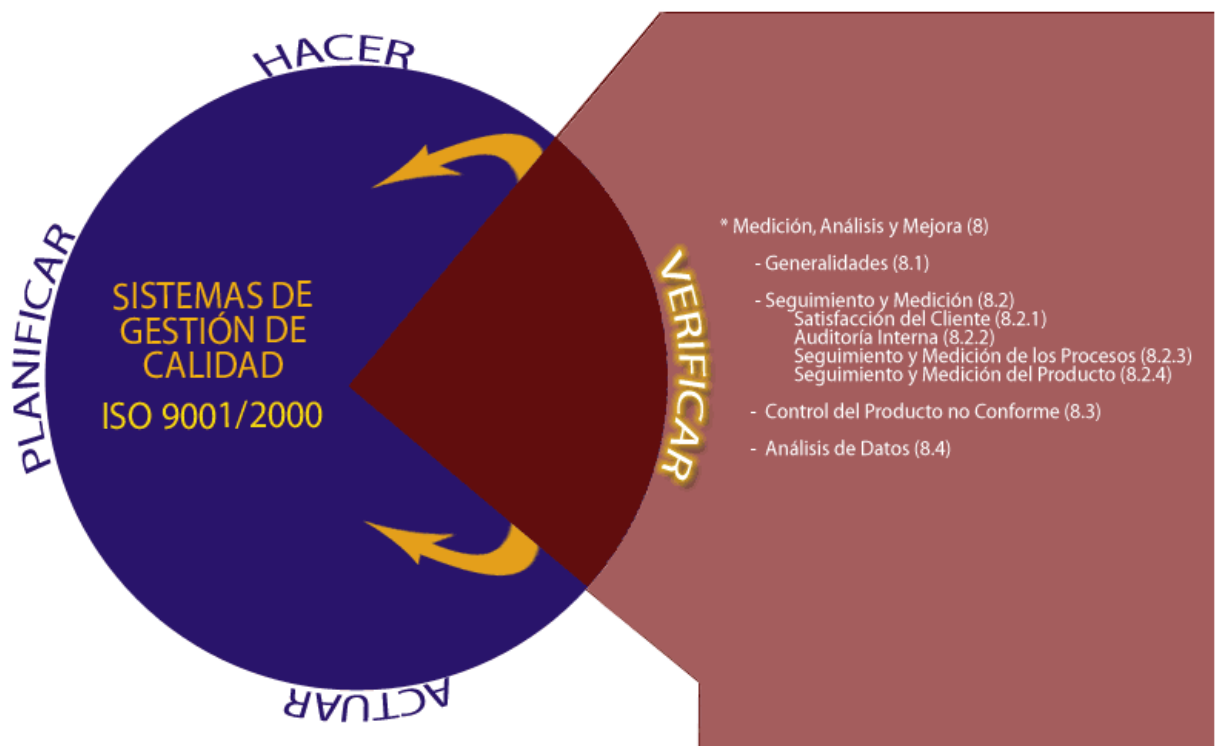 HACER
PLANIFICAR
SISTEMAS DE
GESTIÓN DE
CALIDAD
ISO 9001/2000
VERIFICAR
ACTUAR
* Medición, Análisis y Mejora (8)
- Generalidades (8.1)
- Seguimiento y Medición (8.2)
Satisfacción del Cliente (8.2.1)
Auditoría Interna (8.2.2)
Seguimiento y Medición de los Procesos (8.2.3)
Seguimiento y Medición del Producto (8.2.4)
- Control del Producto no Conforme (8.3)
- Análisis de Datos (8.4)